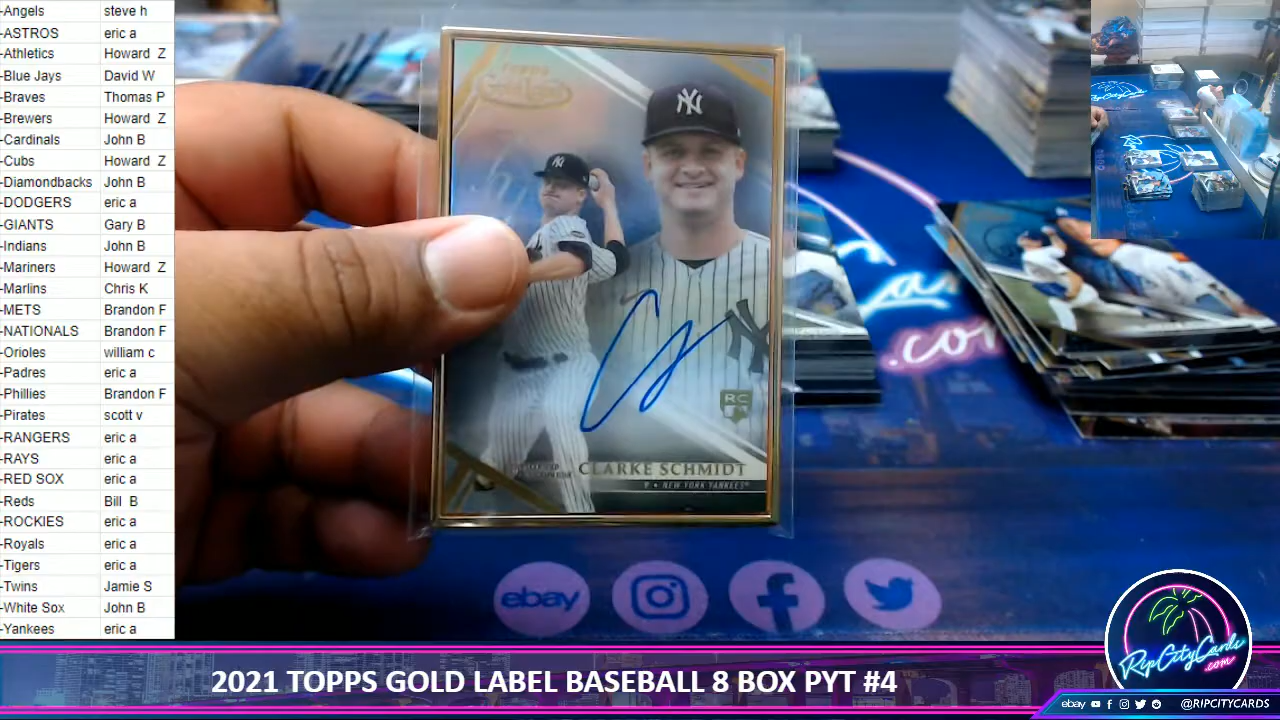 -Angels steve h
-ASTROS eric a
-Athletics Howard Z
-Blue Jays David W
-Braves Thomas P
-Brewers Howard Z
-Cardinals John B
-Cubs Howard Z
-Diamondbacks John B
-DODGERS eric a
-GIANTS Gary B
-Indians John B
-Mariners Howard Z
-Marlins Chris K
-METS Brandon F
-NATIONALS Brandon F
-Orioles william c
-Padres eric a
-Phillies Brandon F
-Pirates scott v
-RANGERS eric a
-RAYS eric a
-RED SOX eric a
-Reds Bill B
-ROCKIES eric a
-Royals eric a
-Tigers eric a
-Twins Jamie S
-White Sox John B
-Yankees eric a
NY
NY
NY
RC
CLARKE SCHMIDT
P • NEW YORK YANKEES
.com
ebay
RipCityCards
.com
2021 TOPPS GOLD LABEL BASEBALL 8 BOX PYT #4
ebay @RIPCITYCARDS